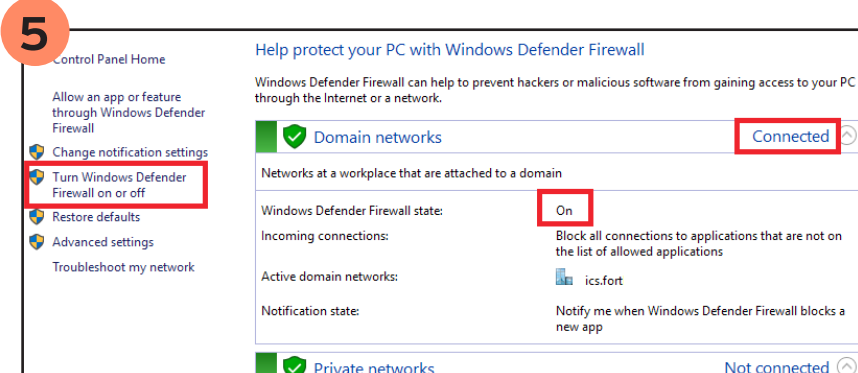 5
Control Panel Home
Allow an app or feature
through Windows Defender
Firewall
Change notification settings
Turn Windows Defender
Firewall on or off
Restore defaults
Advanced settings
Troubleshoot my network
Help protect your PC with Windows Defender Firewall
Windows Defender Firewall can help to prevent hackers or malicious software from gaining access to your PC
through the Internet or a network.
Domain networks Connected
Networks at a workplace that are attached to a domain
Windows Defender Firewall state: On
Incoming connections: Block all connections to applications that are not on
the list of allowed applications
Active domain networks: ics.fort
Notification state: Notify me when Windows Defender Firewall blocks a
new app
Private networks Not connected